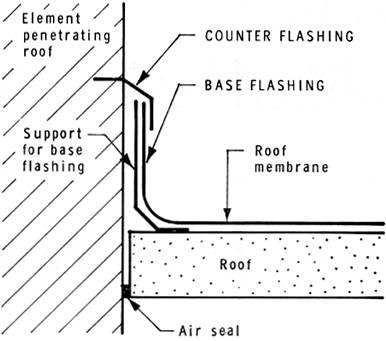 Element
penetrating
roof
COUNTER FLASHING
BASE FLASHING
Support
for base
flashing
Roof
membrane
Roof
Air seal